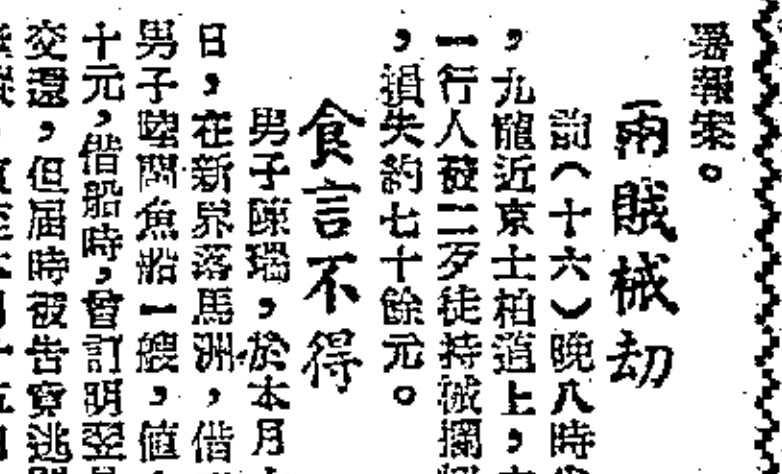 署報案。
兩賊械劫
前(十六)晚八時
，九龍近京士柏道上，
一行人被二歹徒持械攔
，損失約七十餘元。
食言不得
男子陳瑞，於本月
日，在新界落馬洲，借
男子 魚船一艘，值
十元，借船時，曾訂明翌
交還，但屆時被告竟逃